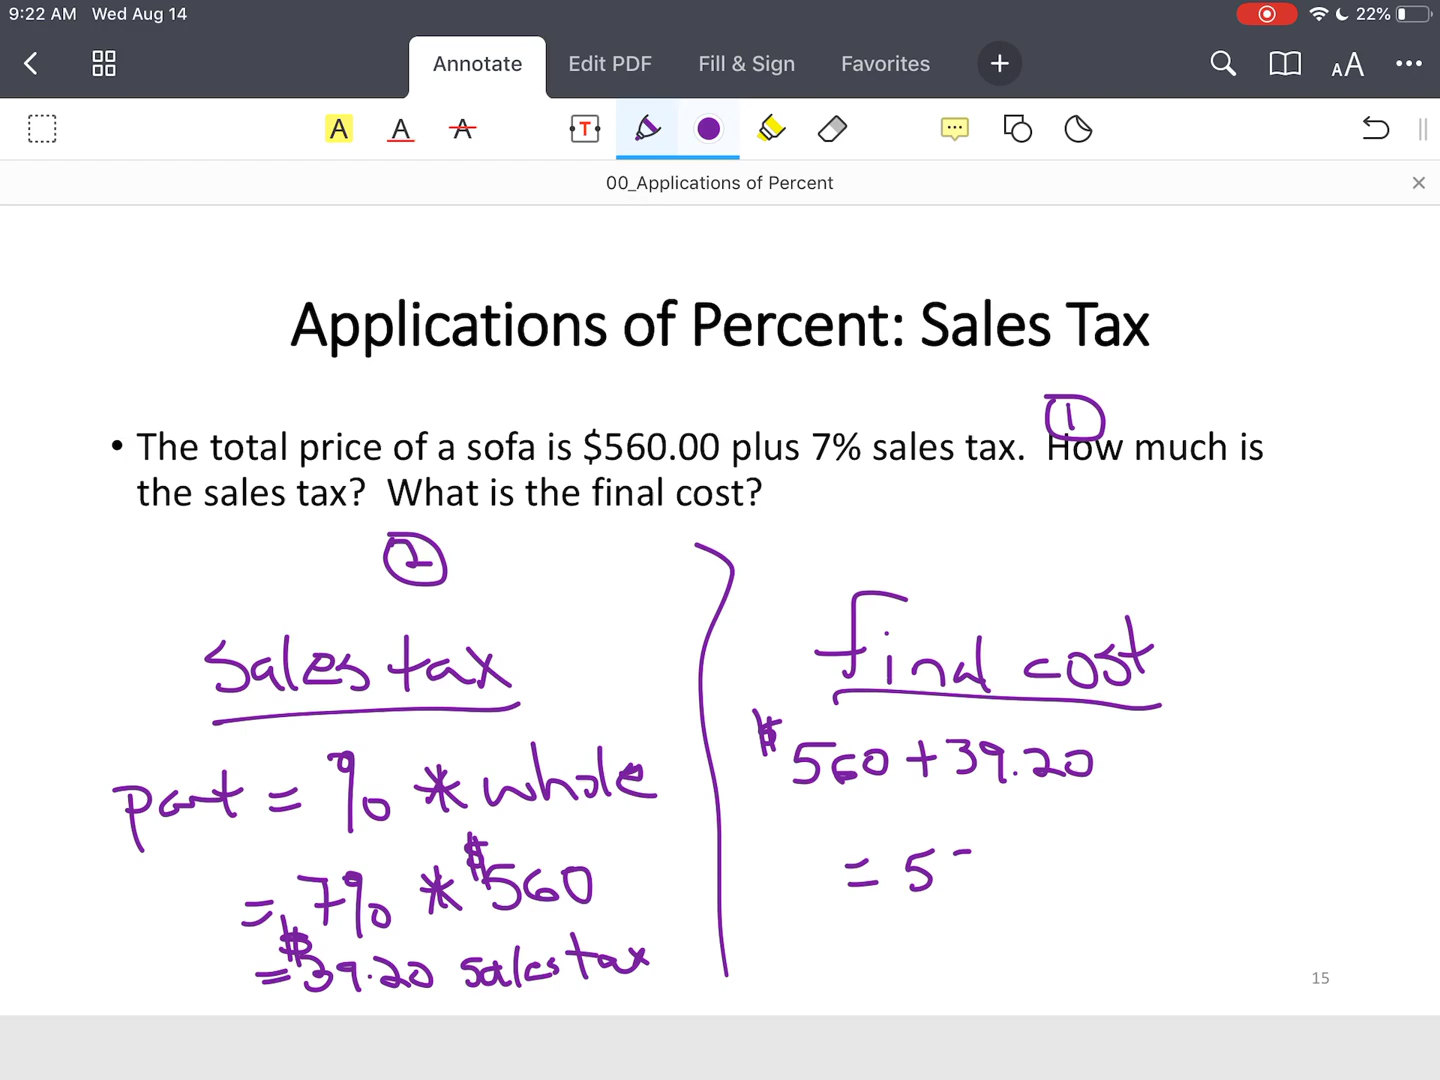 9:22 AM Wed Aug 14
22%
Annotate Edit PDF Fill & Sign Favorites
A A A T AA
00_Applications of Percent
Applications of Percent: Sales Tax
1
• The total price of a sofa is $560.00 plus 7% sales tax. How much is
the sales tax? What is the final cost?
2
sales tax
part = % * whole
= 7% * $560
= $39.20 sales tax
final cost
$560 + 39.20
= 5
15